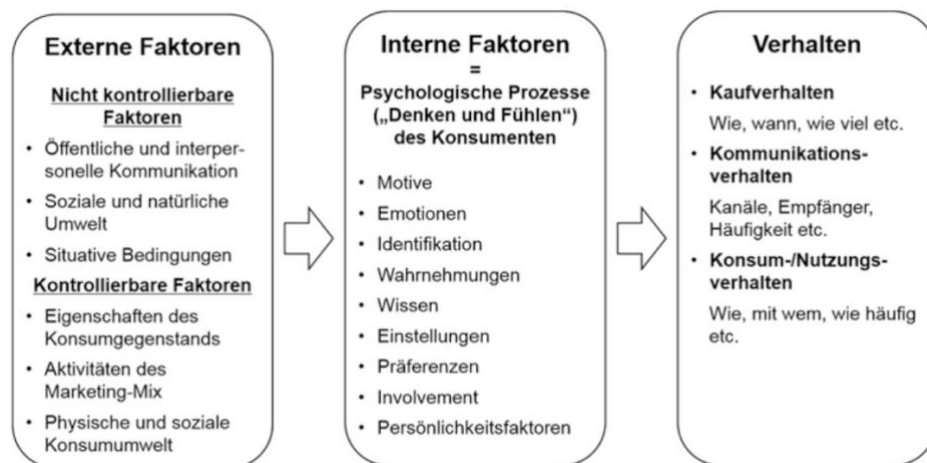 Externe Faktoren
Nicht kontrollierbare
Faktoren
• Öffentliche und interper-
sonelle Kommunikation
• Soziale und natürliche
Umwelt
• Situative Bedingungen
Kontrollierbare Faktoren
• Eigenschaften des
Konsumgegenstands
• Aktivitäten des
Marketing-Mix
• Physische und soziale
Konsumumwelt
Interne Faktoren
=
Psychologische Prozesse
(„Denken und Fühlen“)
des Konsumenten
• Motive
• Emotionen
• Identifikation
• Wahrnehmungen
• Wissen
• Einstellungen
• Präferenzen
• Involvement
• Persönlichkeitsfaktoren
Verhalten
• Kaufverhalten
Wie, wann, wie viel etc.
• Kommunikations-
verhalten
Kanäle, Empfänger,
Häufigkeit etc.
• Konsum-/Nutzungs-
verhalten
Wie, mit wem, wie häufig
etc.